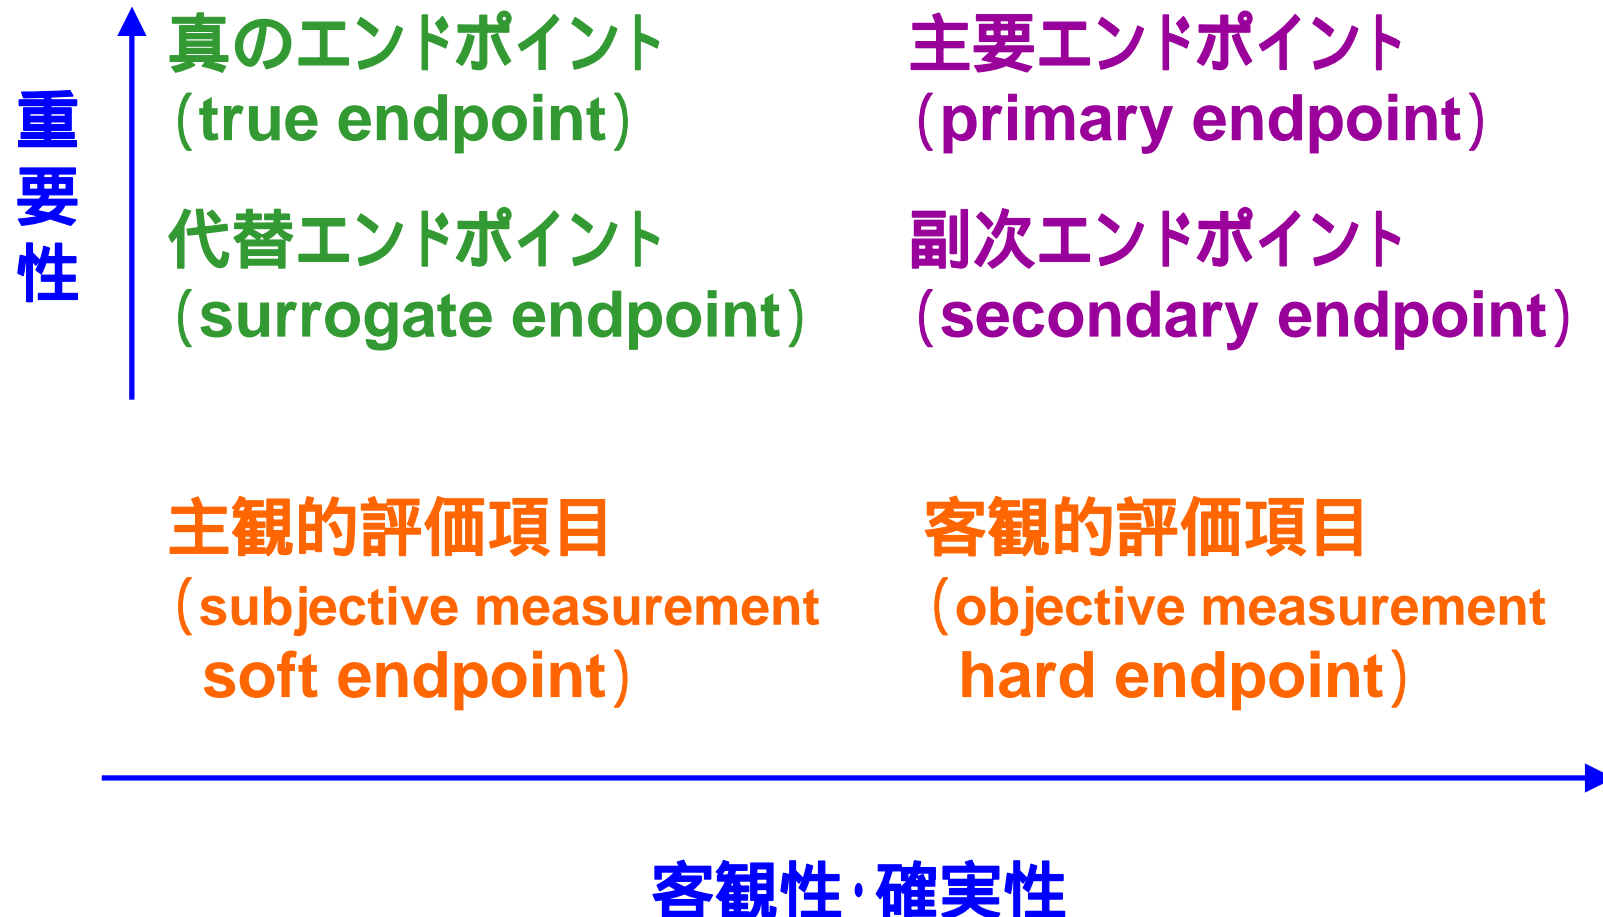 重要性
真のエンドポイント
(true endpoint)
主要エンドポイント
(primary endpoint)
代替エンドポイント
(surrogate endpoint)
副次エンドポイント
(secondary endpoint)
主観的評価項目
(subjective measurement
soft endpoint)
客観的評価項目
(objective measurement
hard endpoint)
客観性・確実性